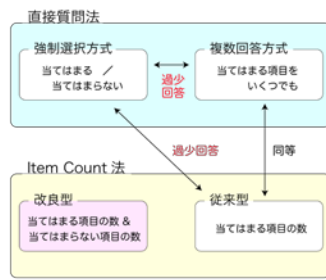 直接質問法
強制選択方式
当てはまる ／
当てはまらない
過少
回答
複数回答方式
当てはまる項目を
いくつでも
過少回答
同等
Item Count 法
改良型
当てはまる項目の数 &
当てはまらない項目の数
従来型
当てはまる項目の数